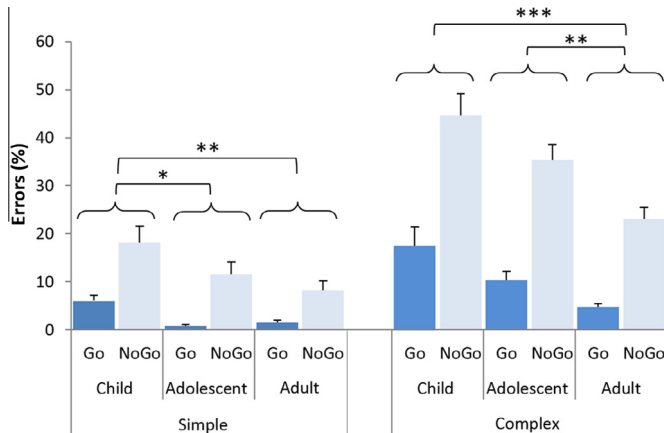 ***
60
**
50
40
**
30
*
20
10
0
Errors (%)
Go NoGo Go NoGo Go NoGo Go NoGo Go NoGo Go NoGo
Child Adolescent Adult Child Adolescent Adult
Simple Complex